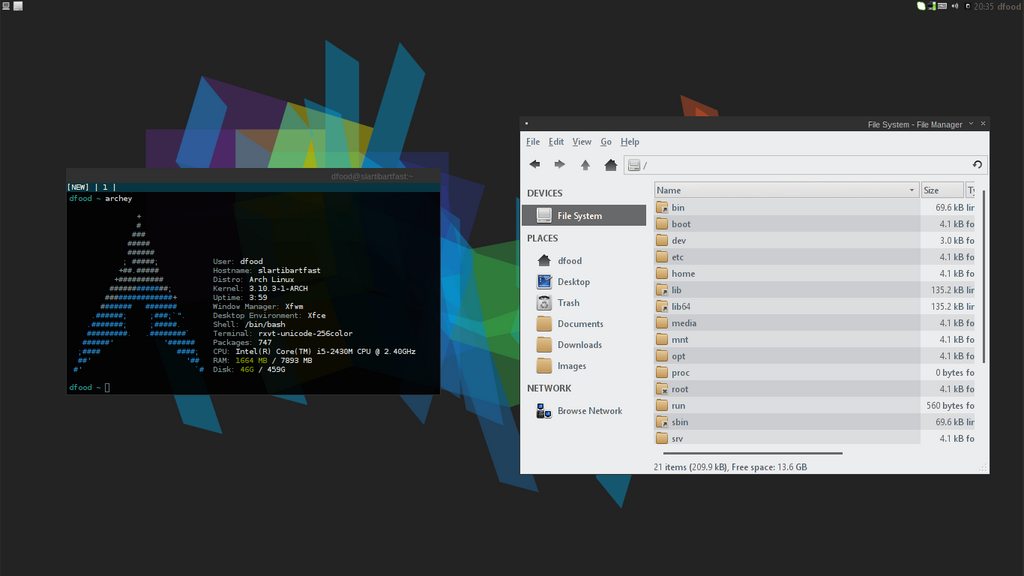 20:35 dfood
dfood@slartibartfast:~
[NEW] | 1 |
dfood ~ archey
+
#
###
#####
######
; #####;
+##.#####
+##########
#############;
###############+
#######   #######
.######;     ;###;`".
.#######;     ;#####.
#########.   .########`
######'           '######
;####                 ####;
##'                     '##
#'                         `#
User: dfood
Hostname: slartibartfast
Distro: Arch Linux
Kernel: 3.10.3-1-ARCH
Uptime: 3:59
Window Manager: Xfwm
Desktop Environment: Xfce
Shell: /bin/bash
Terminal: rxvt-unicode-256color
Packages: 747
CPU: Intel(R) Core(TM) i5-2430M CPU @ 2.40GHz
RAM: 1664 MB / 7893 MB
Disk: 46G / 459G
dfood ~
File System - File Manager
File Edit View Go Help
/
DEVICES
File System
PLACES
dfood
Desktop
Trash
Documents
Downloads
Images
NETWORK
Browse Network
Name Size Ty
bin 69.6 kB lin
boot 4.1 kB fo
dev 3.0 kB fo
etc 4.1 kB fo
home 4.1 kB fo
lib 135.2 kB lin
lib64 135.2 kB lin
media 4.1 kB fo
mnt 4.1 kB fo
opt 4.1 kB fo
proc 0 bytes fo
root 4.1 kB fo
run 560 bytes fo
sbin 69.6 kB lin
srv 4.1 kB fo
21 items (209.9 kB), Free space: 13.6 GB